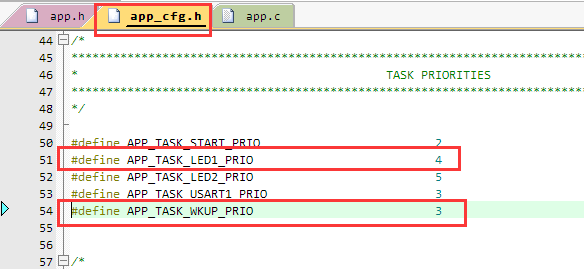 app.h app_cfg.h app.c
44 /*
45 *****************************************************************************
46 * TASK PRIORITIES
47 *****************************************************************************
48 */
49
50 #define APP_TASK_START_PRIO 2
51 #define APP_TASK_LED1_PRIO 4
52 #define APP_TASK_LED2_PRIO 5
53 #define APP_TASK_USART1_PRIO 3
54 #define APP_TASK_WKUP_PRIO 3
55
56
57 /*